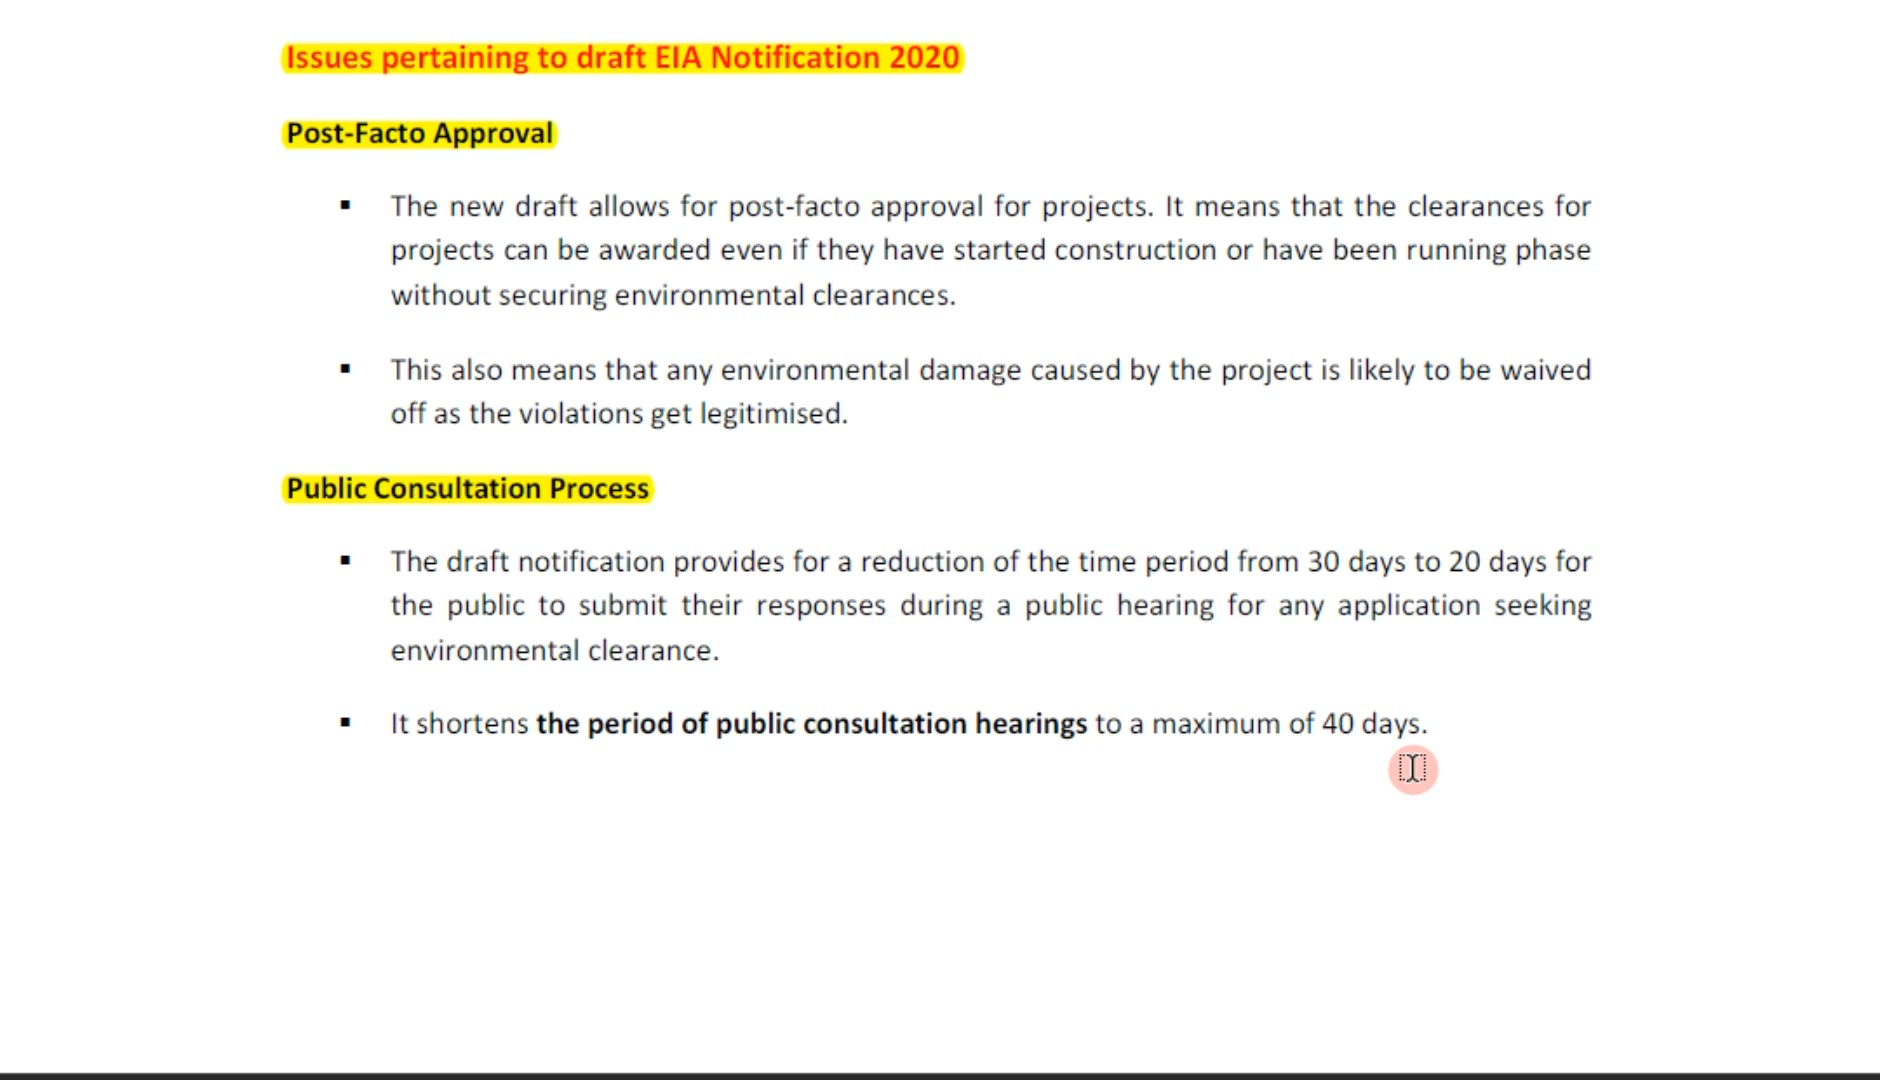 Issues pertaining to draft EIA Notification 2020
Post-Facto Approval
▪ The new draft allows for post-facto approval for projects. It means that the clearances for
projects can be awarded even if they have started construction or have been running phase
without securing environmental clearances.
▪ This also means that any environmental damage caused by the project is likely to be waived
off as the violations get legitimised.
Public Consultation Process
▪ The draft notification provides for a reduction of the time period from 30 days to 20 days for
the public to submit their responses during a public hearing for any application seeking
environmental clearance.
▪ It shortens the period of public consultation hearings to a maximum of 40 days.